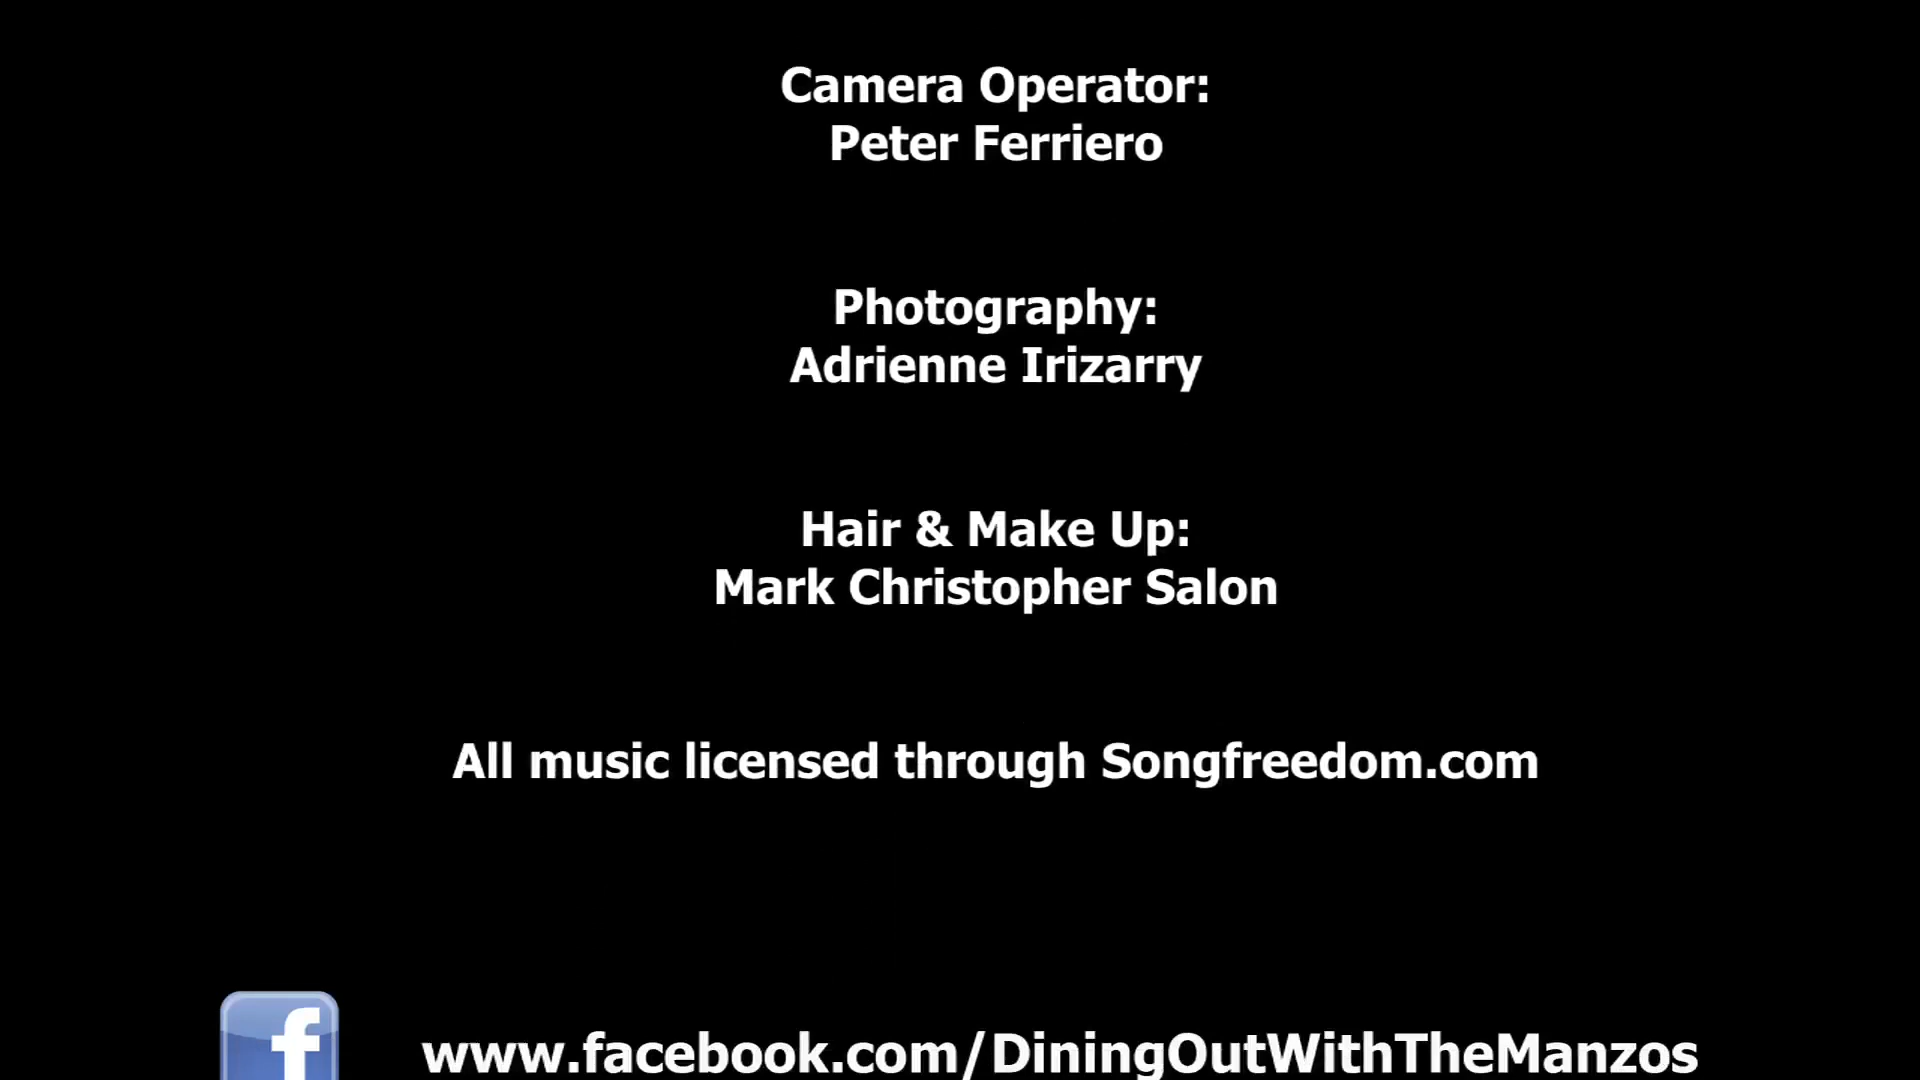 Camera Operator:
Peter Ferriero
Photography:
Adrienne Irizarry
Hair & Make Up:
Mark Christopher Salon
All music licensed through Songfreedom.com
f
www.facebook.com/DiningOutWithTheManzos